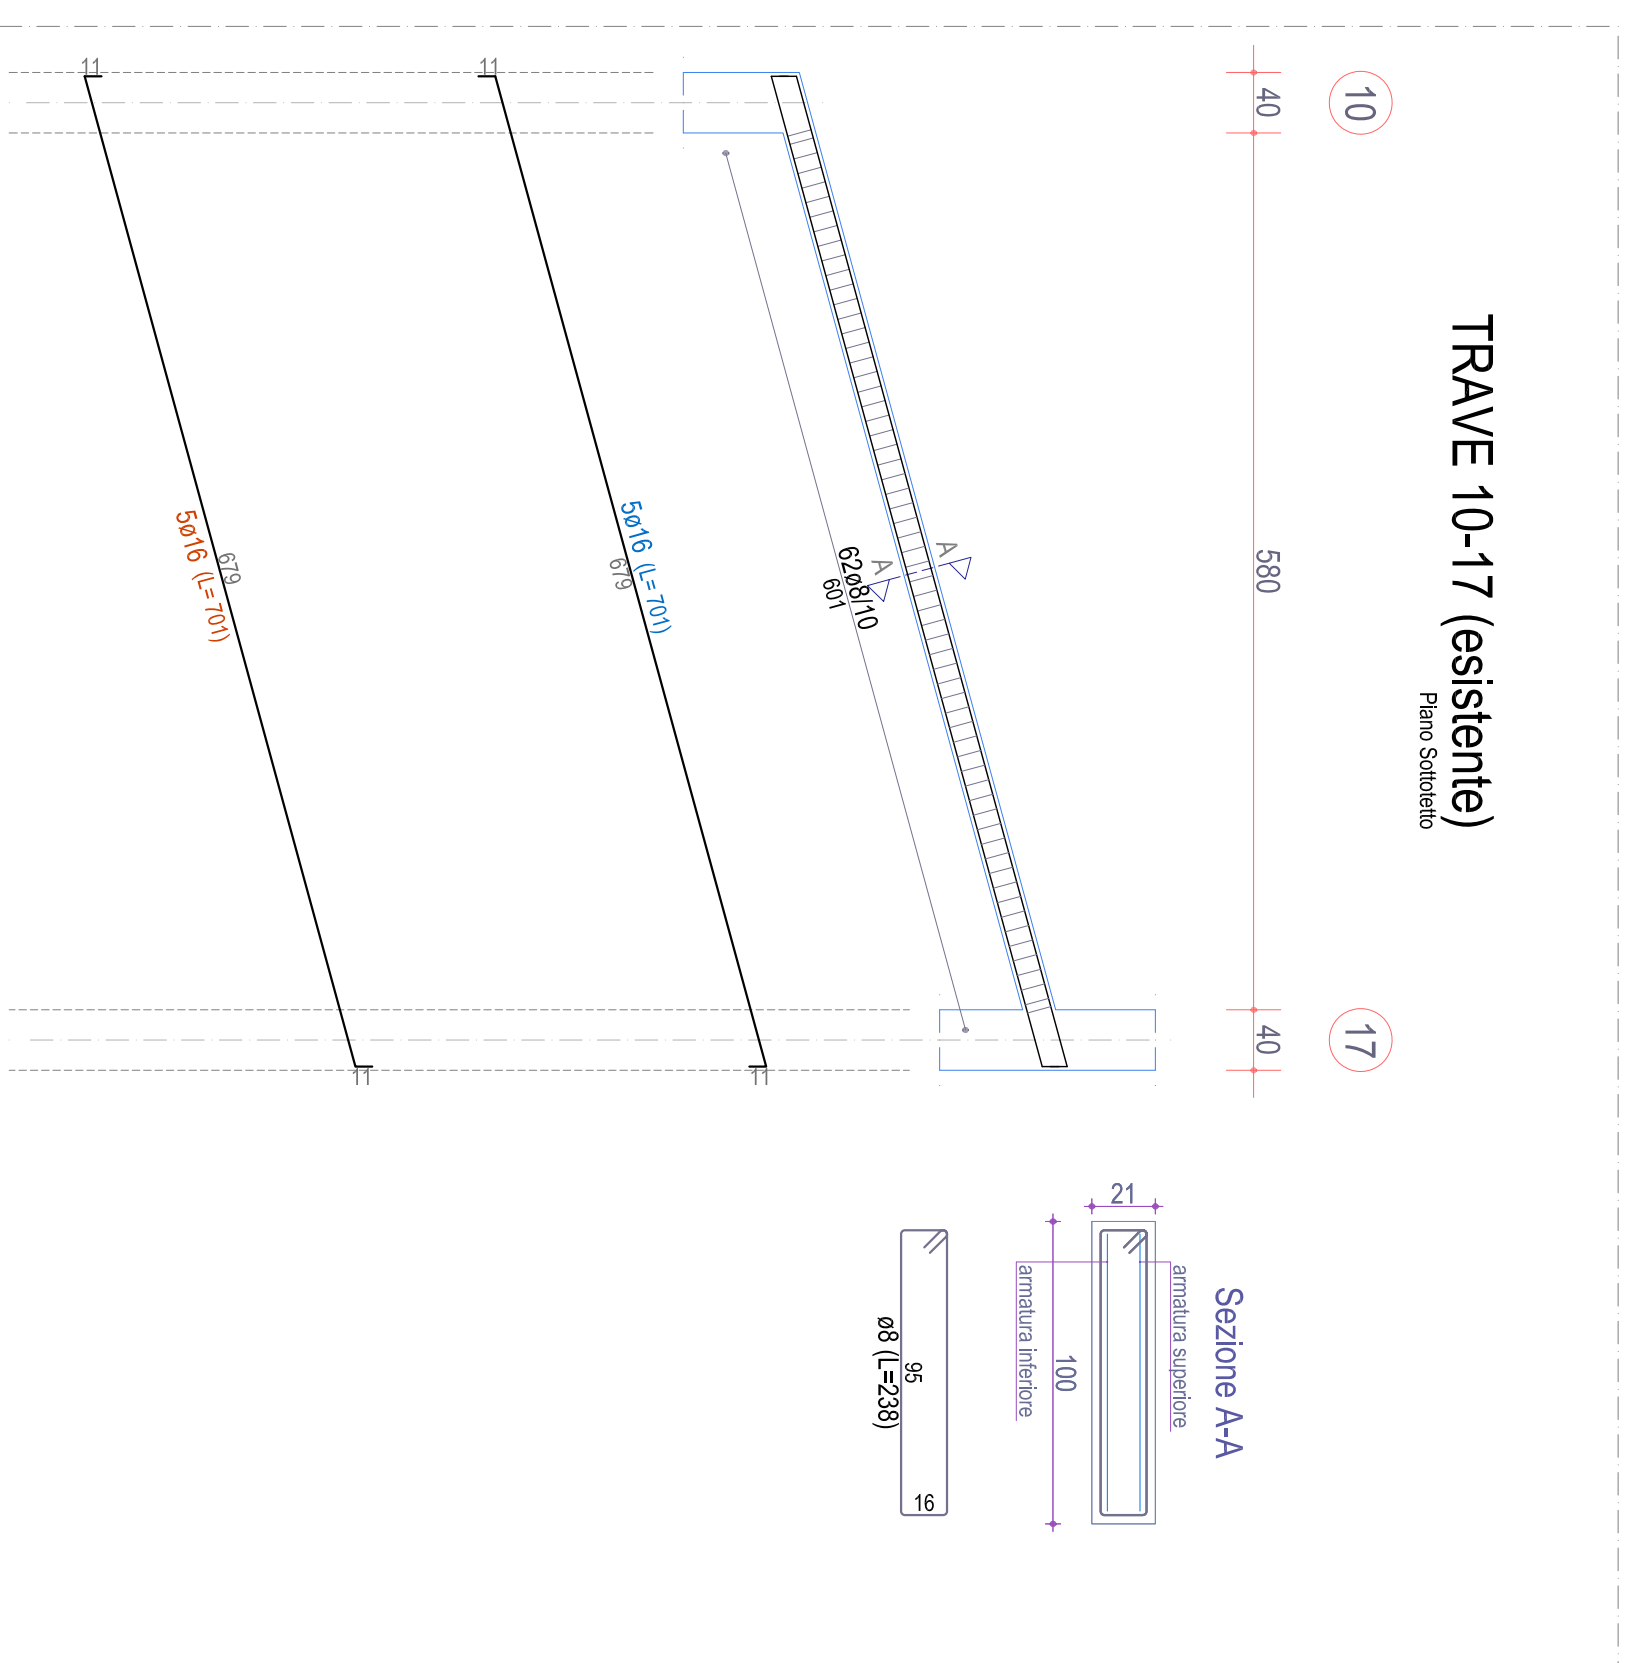 TRAVE 10-17 (esistente)
Piano Sottotetto
10
17
40
580
40
A
A
62ø8/10
601
11
5ø16 (L= 701)
679
11
11
679
5ø16 (L= 701)
11
Sezione A-A
armatura superiore
21
100
armatura inferiore
95
16
ø8 (L=238)